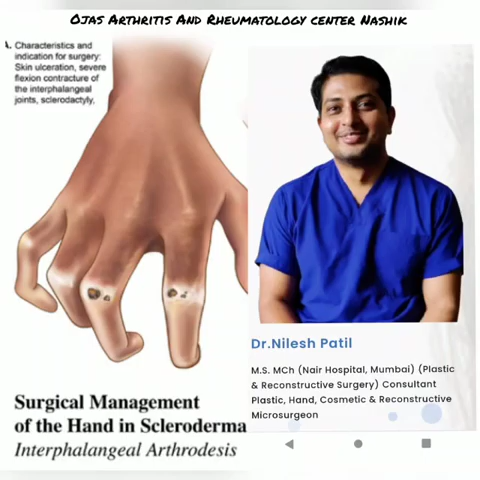 Ojas Arthritis And Rheumatology center Nashik
A. Characteristics and
indication for surgery:
Skin ulceration, severe
flexion contracture of
the interphalangeal
joints, sclerodactyly,
Surgical Management
of the Hand in Scleroderma
Interphalangeal Arthrodesis
Dr.Nilesh Patil
M.S. MCh (Nair Hospital, Mumbai) (Plastic
& Reconstructive Surgery) Consultant
Plastic, Hand, Cosmetic & Reconstructive
Microsurgeon